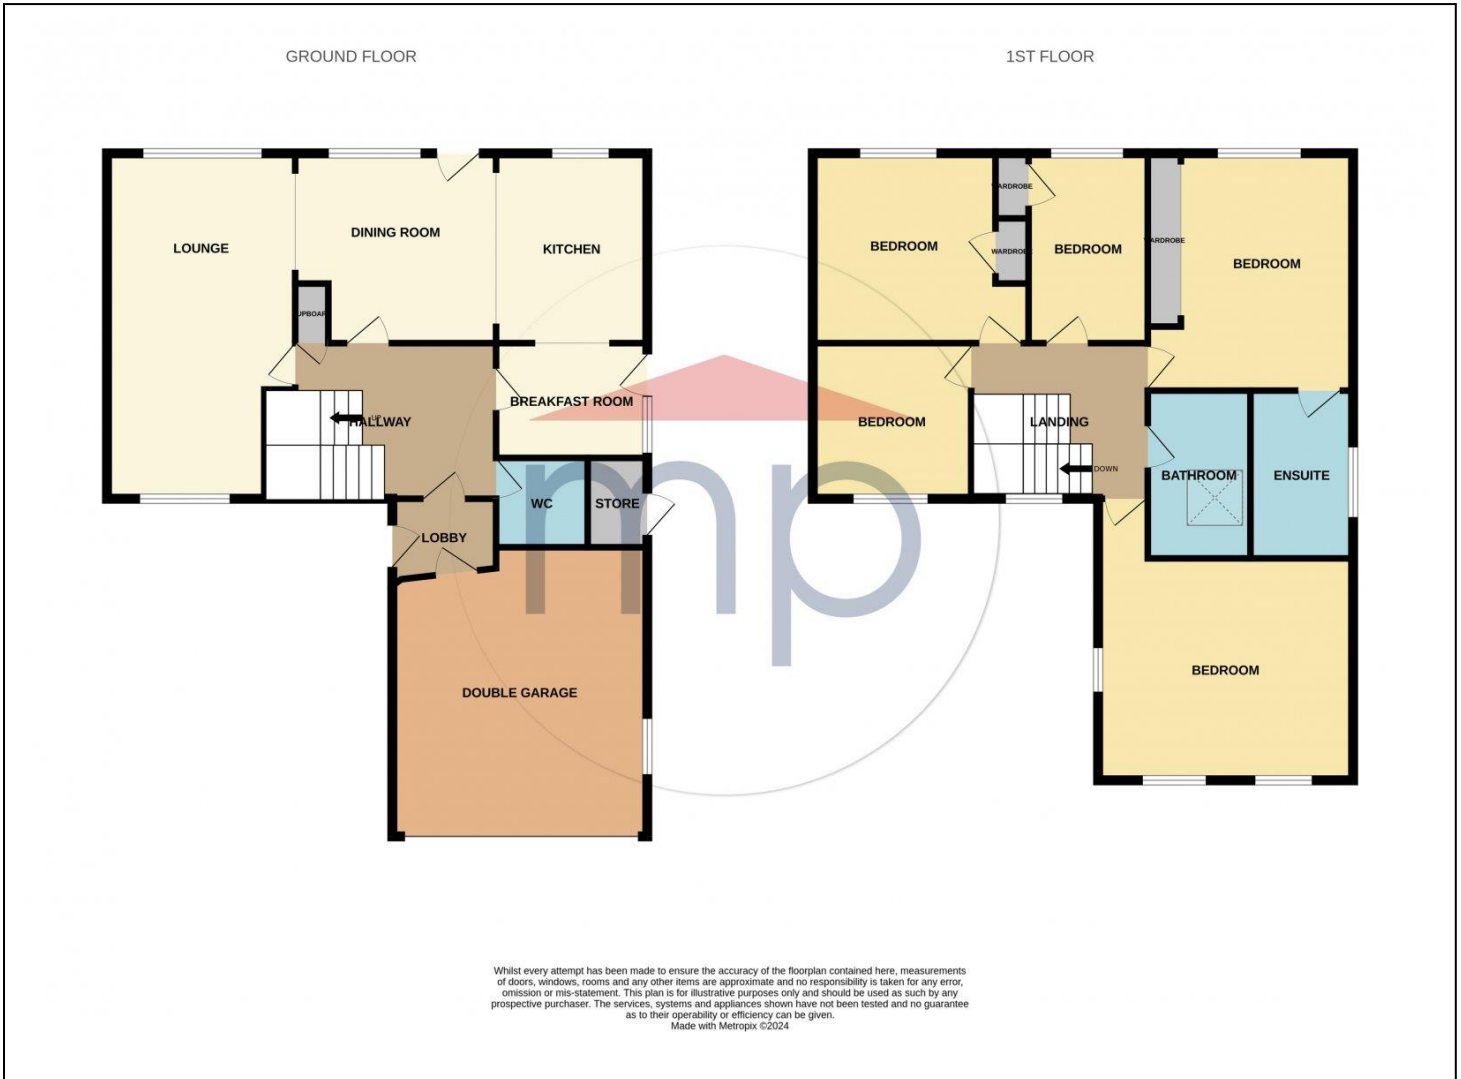 GROUND FLOOR
1ST FLOOR
LOUNGE
DINING ROOM
KITCHEN
UPBOAR
BREAKFAST ROOM
UP
HALLWAY
WC
STORE
LOBBY
DOUBLE GARAGE
WARDROBE
WARDROBE
WARDROBE
BEDROOM
BEDROOM
BEDROOM
BEDROOM
LANDING
DOWN
BATHROOM
ENSUITE
BEDROOM
mp
Whilst every attempt has been made to ensure the accuracy of the floorplan contained here, measurements
of doors, windows, rooms and any other items are approximate and no responsibility is taken for any error,
omission or mis-statement. This plan is for illustrative purposes only and should be used as such by any
prospective purchaser. The services, systems and appliances shown have not been tested and no guarantee
as to their operability or efficiency can be given.
Made with Metropix ©2024